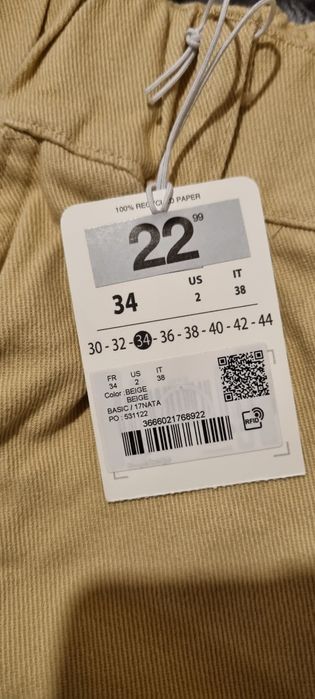 100% RECYCLED PAPER
22 99
34
US
2
IT
38
30 - 32 - 34 - 36 - 38 - 40 - 42 - 44
FR US IT
34 2 38
Color : BEIGE
BEIGE
BASIC / 17NATA
PO : 531122
3666021768922
RFID